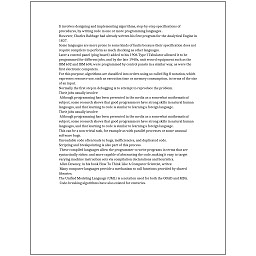 It involves designing and implementing algorithms, step-by-step specifications of
procedures, by writing code in one or more programming languages.
However, Charles Babbage had already written his first program for the Analytical Engine in
1837.
Some languages are more prone to some kinds of faults because their specification does not
require compilers to perform as much checking as other languages.
Later a control panel (plug board) added to his 1906 Type I Tabulator allowed it to be
programmed for different jobs, and by the late 1940s, unit record equipment such as the
IBM 602 and IBM 604, were programmed by control panels in a similar way, as were the
first electronic computers.
For this purpose, algorithms are classified into orders using so-called Big O notation, which
expresses resource use, such as execution time or memory consumption, in terms of the size
of an input.
Normally the first step in debugging is to attempt to reproduce the problem.
Their jobs usually involve:
Although programming has been presented in the media as a somewhat mathematical
subject, some research shows that good programmers have strong skills in natural human
languages, and that learning to code is similar to learning a foreign language.
Their jobs usually involve:
Although programming has been presented in the media as a somewhat mathematical
subject, some research shows that good programmers have strong skills in natural human
languages, and that learning to code is similar to learning a foreign language.
This can be a non-trivial task, for example as with parallel processes or some unusual
software bugs.
Unreadable code often leads to bugs, inefficiencies, and duplicated code.
Scripting and breakpointing is also part of this process.
These compiled languages allow the programmer to write programs in terms that are
syntactically richer, and more capable of abstracting the code, making it easy to target
varying machine instruction sets via compilation declarations and heuristics.
Allen Downey, in his book How To Think Like A Computer Scientist, writes:
Many computer languages provide a mechanism to call functions provided by shared
libraries.
The Unified Modeling Language (UML) is a notation used for both the OOAD and MDA.
Code-breaking algorithms have also existed for centuries.